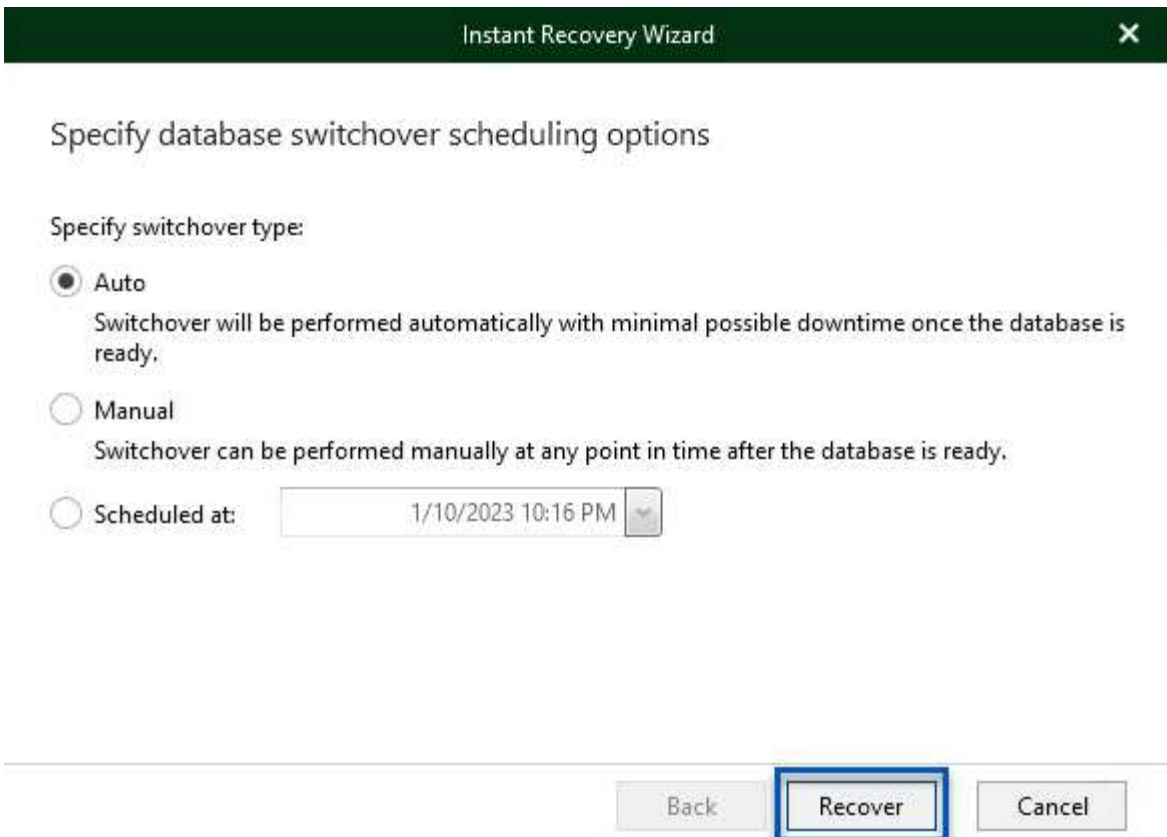 Instant Recovery Wizard
Specify database switchover scheduling options
Specify switchover type:
Auto
Switchover will be performed automatically with minimal possible downtime once the database is
ready.
Manual
Switchover can be performed manually at any point in time after the database is ready.
Scheduled at: 1/10/2023 10:16 PM
Back Recover Cancel